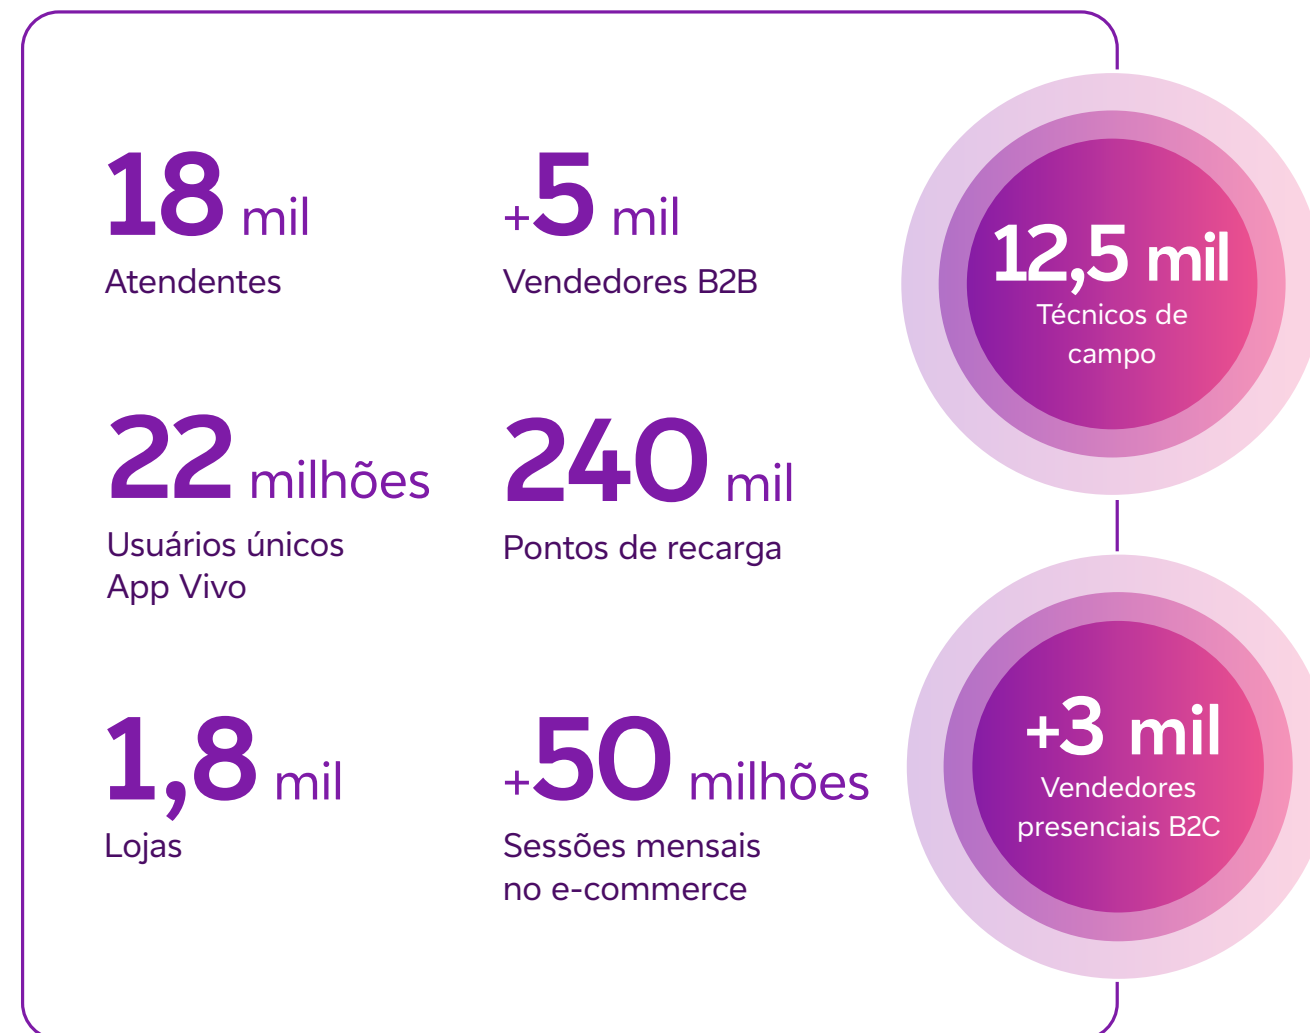 18 mil
Atendentes
+5 mil
Vendedores B2B
12,5 mil
Técnicos de
campo
22 milhões
Usuários únicos
App Vivo
240 mil
Pontos de recarga
1,8 mil
Lojas
+50 milhões
Sessões mensais
no e-commerce
+3 mil
Vendedores
presenciais B2C